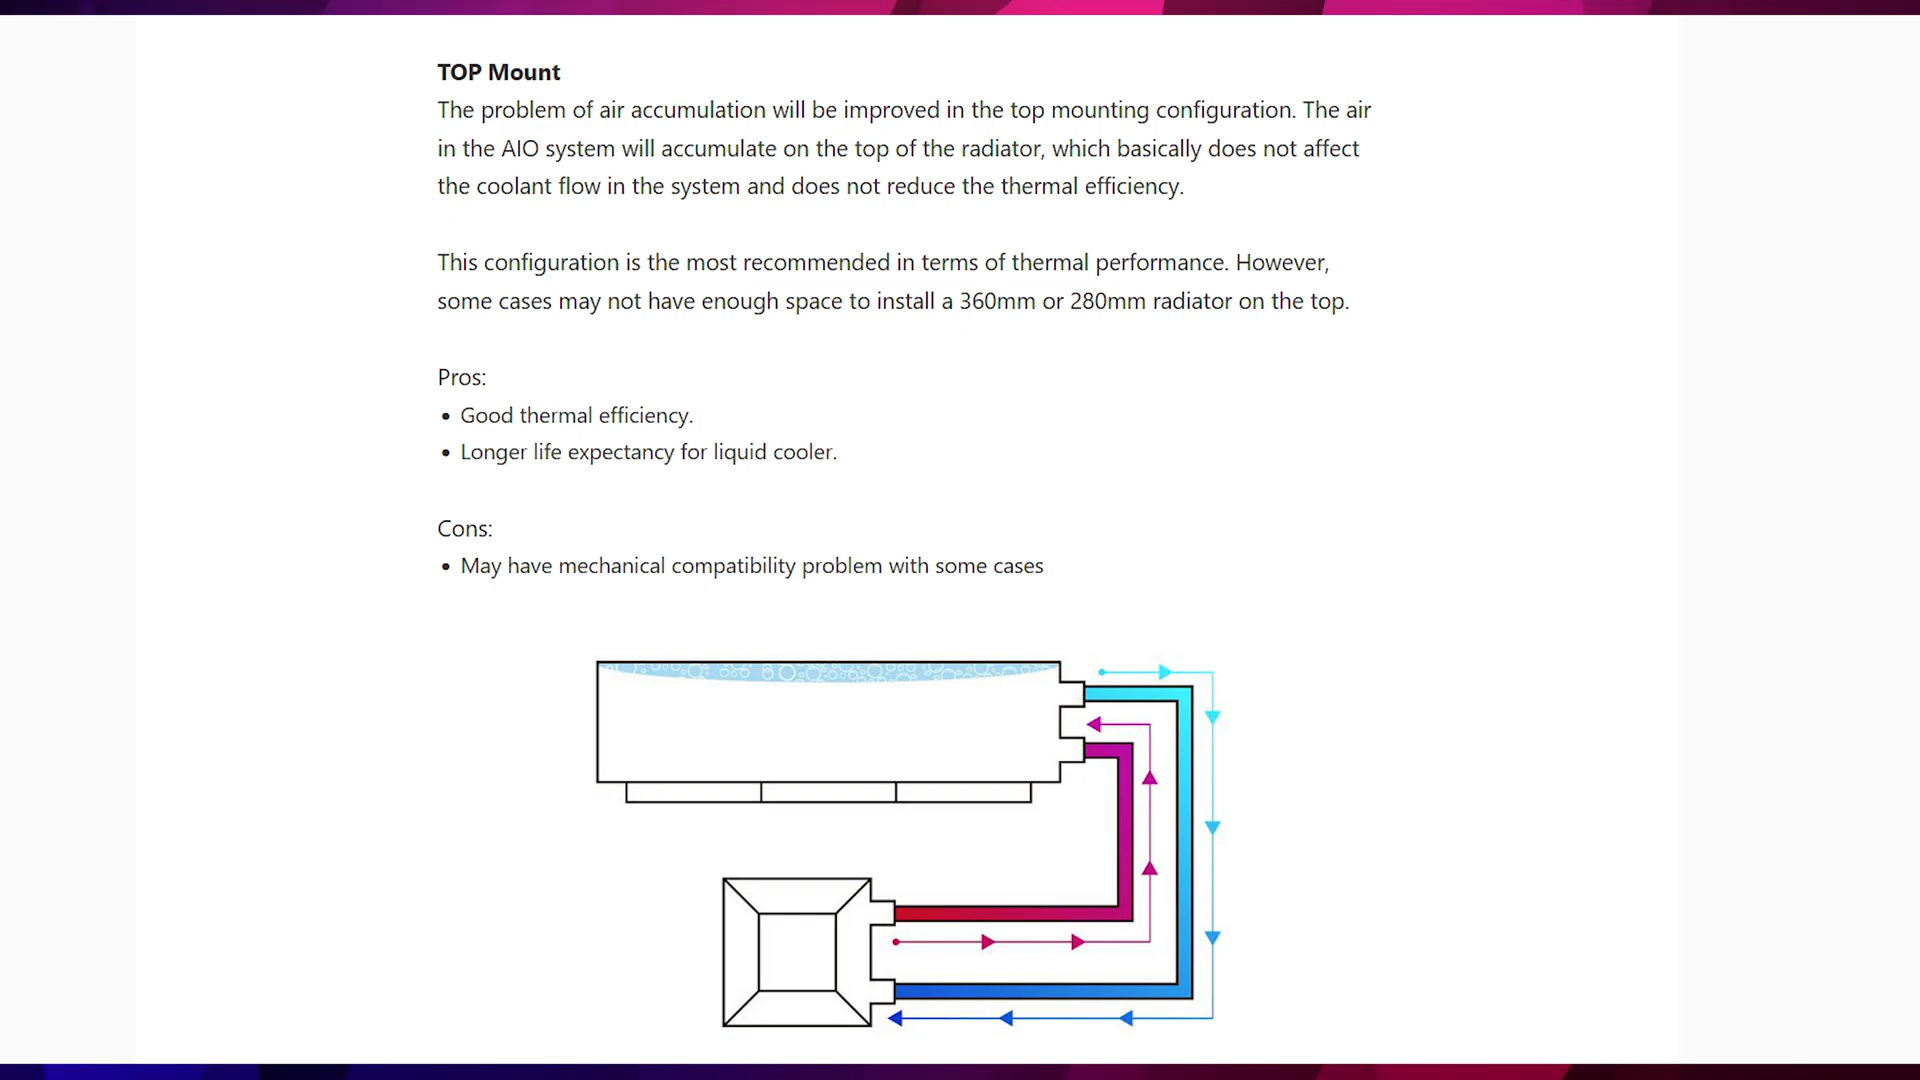 TOP Mount
The problem of air accumulation will be improved in the top mounting configuration. The air
in the AIO system will accumulate on the top of the radiator, which basically does not affect
the coolant flow in the system and does not reduce the thermal efficiency.
This configuration is the most recommended in terms of thermal performance. However,
some cases may not have enough space to install a 360mm or 280mm radiator on the top.
Pros:
• Good thermal efficiency.
• Longer life expectancy for liquid cooler.
Cons:
• May have mechanical compatibility problem with some cases